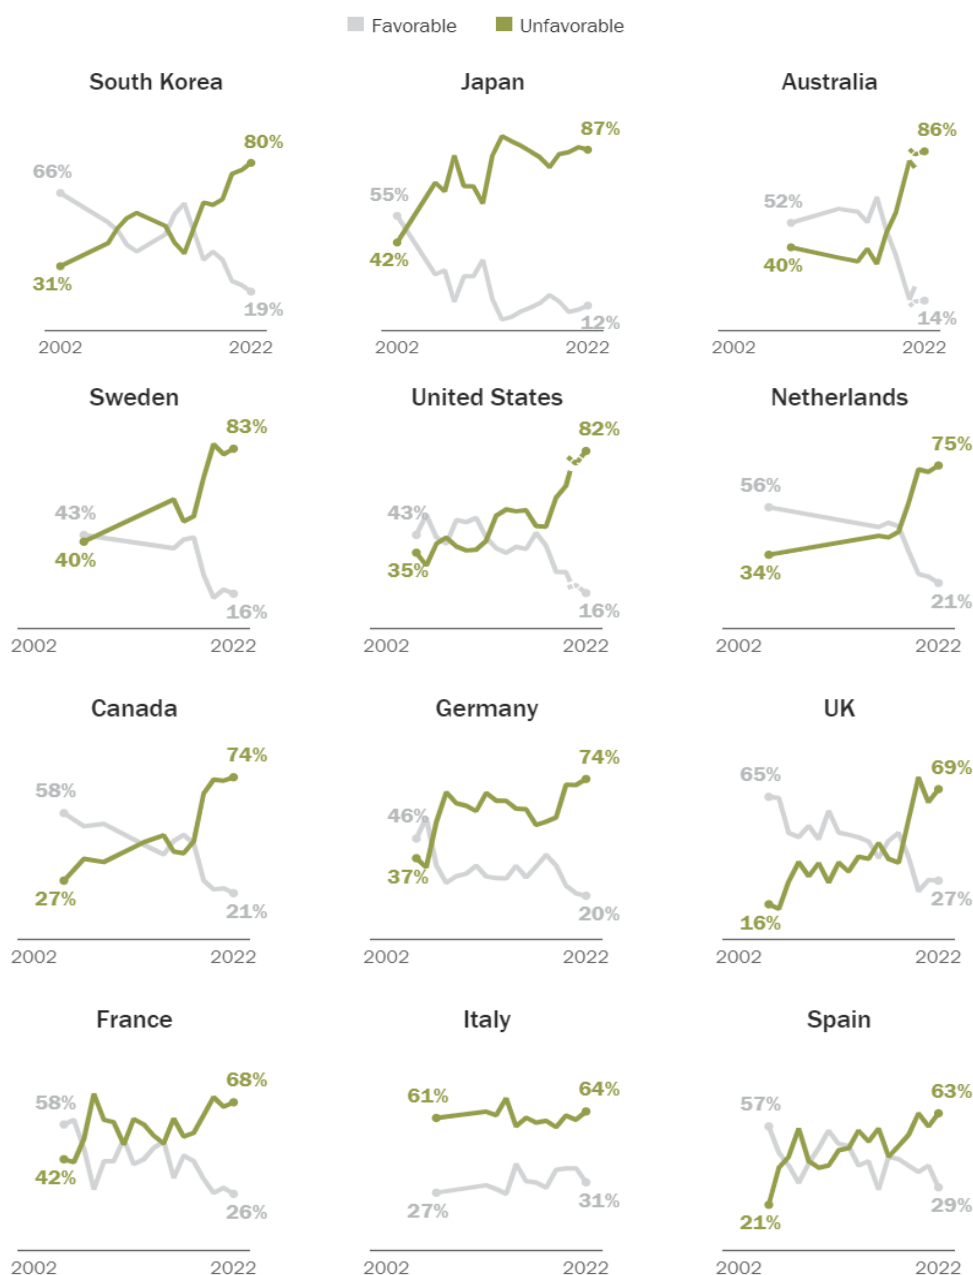 Favorable Unfavorable
South Korea Japan Australia
66% 80% 55% 87% 52% 86%
31% 19% 42% 12% 40% 14%
2002 2022 2002 2022 2002 2022
Sweden United States Netherlands
43% 83% 43% 82% 56% 75%
40% 16% 35% 16% 34% 21%
2002 2022 2002 2022 2002 2022
Canada Germany UK
58% 74% 46% 74% 65% 69%
27% 21% 37% 20% 16% 27%
2002 2022 2002 2022 2002 2022
France Italy Spain
58% 68% 61% 64% 57% 63%
42% 26% 27% 31% 21% 29%
2002 2022 2002 2022 2002 2022